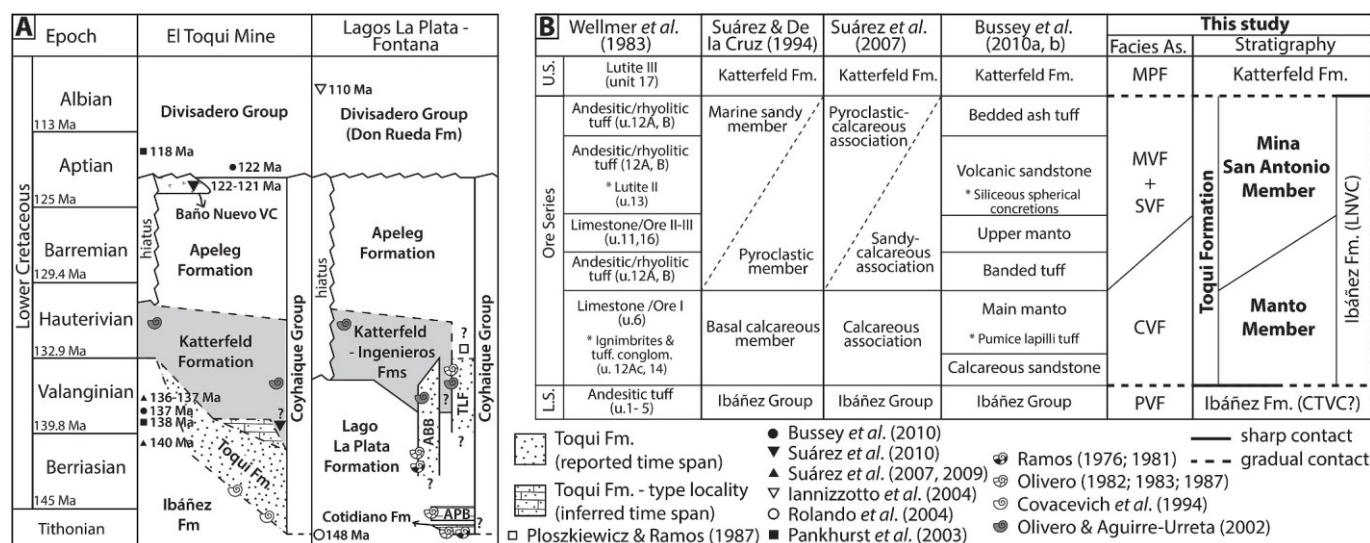 A
Epoch
El Toqui Mine
Lagos La Plata -
Fontana
Lower Cretaceous
Albian
113 Ma
Aptian
125 Ma
Barremian
129.4 Ma
Hauterivian
132.9 Ma
Valanginian
139.8 Ma
Berriasian
145 Ma
Tithonian
Divisadero Group
118 Ma
122 Ma
122-121 Ma
Baño Nuevo VC
hiatus
Apeleg
Formation
Katterfeld
Formation
136-137 Ma
137 Ma
138 Ma
140 Ma
?
Toqui Fm.
Ibáñez
Fm
Coyhaique Group
110 Ma
Divisadero Group
(Don Rueda Fm)
hiatus
Apeleg
Formation
Katterfeld
- Ingenieros
Fms
?
?
?
ABB
TLF
?
?
Lago
La Plata
Formation
Cotidiano Fm
APB
?
148 Ma
Coyhaique Group
B
Wellmer et al.
(1983)
Suárez & De
la Cruz (1994)
Suárez et al.
(2007)
Bussey et al.
(2010a, b)
This study
Facies As.
Stratigraphy
U.S.
Lutite III
(unit 17)
Katterfeld Fm.
Katterfeld Fm.
Katterfeld Fm.
MPF
Katterfeld Fm.
Ore Series
Andesitic/rhyolitic
tuff (u.12A, B)
Andesitic/rhyolitic
tuff (12A, B)
* Lutite II
(u.13)
Limestone/Ore II-III
(u.11,16)
Andesitic/rhyolitic
tuff (u.12A, B)
Limestone /Ore I
(u.6)
* Ignimbrites &
tuff. conglom.
(u. 12Ac, 14)
Marine sandy
member
Pyroclastic
member
Basal calcareous
member
Pyroclastic-
calcareous
association
Sandy-
calcareous
association
Calcareous
association
Bedded ash tuff
Volcanic sandstone
* Siliceous spherical
concretions
Upper manto
Banded tuff
Main manto
* Pumice lapilli tuff
Calcareous sandstone
MVF
+
SVF
CVF
Toqui Formation
Mina
San Antonio
Member
Manto
Member
Ibáñez Fm. (LNVC)
L.S.
Andesitic tuff
(u.1- 5)
Ibáñez Group
Ibáñez Group
Ibáñez Group
PVF
Ibáñez Fm. (CTVC?)
Toqui Fm.
(reported time span)
Toqui Fm. - type locality
(inferred time span)
Ploszkiewicz & Ramos (1987)
Bussey et al. (2010)
Suárez et al. (2010)
Suárez et al. (2007, 2009)
Iannizzotto et al. (2004)
Rolando et al. (2004)
Pankhurst et al. (2003)
Ramos (1976; 1981)
Olivero (1982; 1983; 1987)
Covacevich et al. (1994)
Olivero & Aguirre-Urreta (2002)
sharp contact
gradual contact